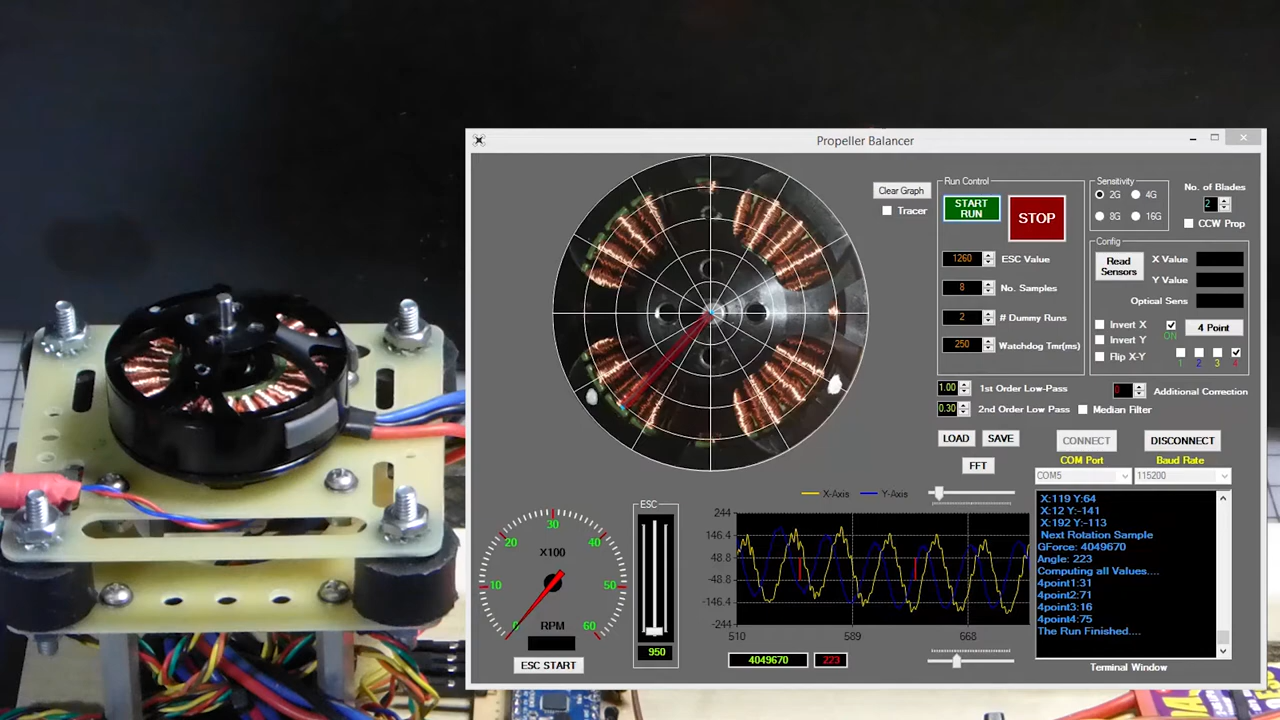 Propeller Balancer
Clear Graph
Tracer
Run Control
START RUN
STOP
1260 ESC Value
8 No. Samples
2 # Dummy Runs
250 Watchdog Tmr(ms)
Sensitivity
2G 4G
8G 16G
No. of Blades
2
CCW Prop
Config
Read Sensors
X Value
Y Value
Optical Sens
Invert X
Invert Y
Flip X-Y
ON
4 Point
1 2 3 4
1.00 1st Order Low-Pass
0.30 2nd Order Low Pass
0 Additional Correction
Median Filter
LOAD SAVE
FFT
CONNECT DISCONNECT
COM Port Baud Rate
COM5 115200
X:119 Y:64
X:12 Y:-141
X:192 Y:-113
Next Rotation Sample
GForce: 4049670
Angle: 223
Computing all Values....
4point1:31
4point2:71
4point3:16
4point4:75
The Run Finished....
Terminal Window
X-Axis Y-Axis
244
146.4
48.8
-48.8
-146.4
-244
510 589 668
4049670 223
ESC
950
0 10 20 30 40 50 60
X100
RPM
ESC START